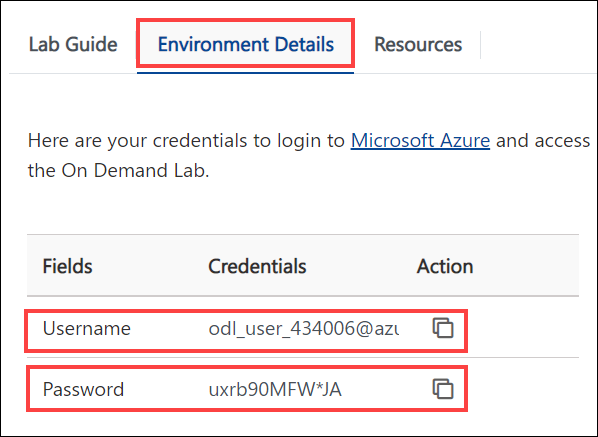 Lab Guide Environment Details Resources
Here are your credentials to login to Microsoft Azure and access
the On Demand Lab.
Fields Credentials Action
Username odl_user_434006@azu
Password uxrb90MFW*JA